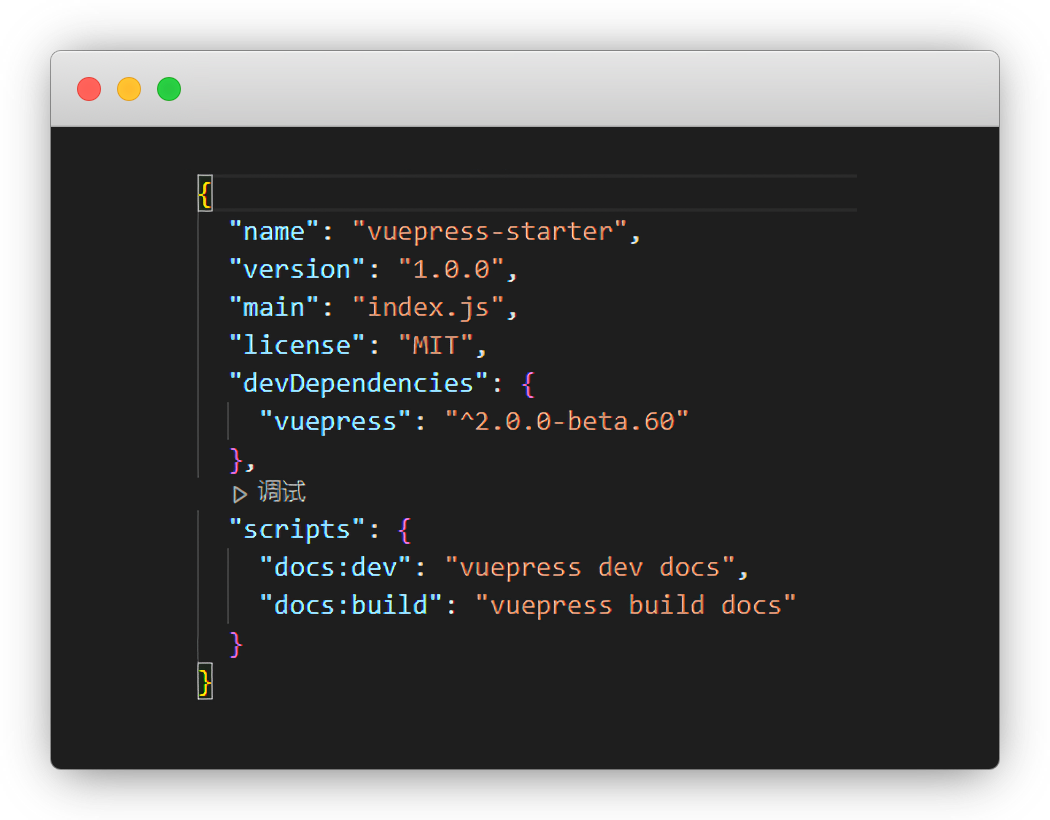 {
  "name": "vuepress-starter",
  "version": "1.0.0",
  "main": "index.js",
  "license": "MIT",
  "devDependencies": {
    "vuepress": "^2.0.0-beta.60"
  },
▷ 调试
  "scripts": {
    "docs:dev": "vuepress dev docs",
    "docs:build": "vuepress build docs"
  }
}